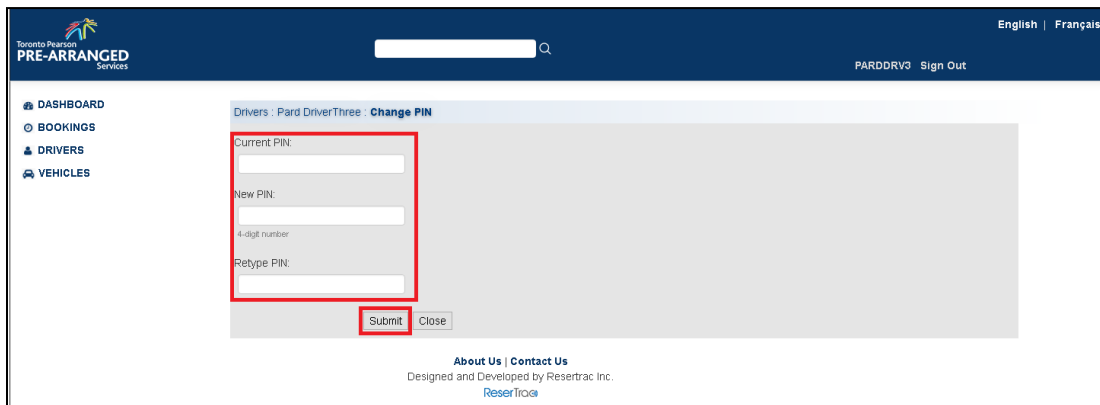 English | Français
Toronto Pearson
PRE-ARRANGED
Services
PARDDRV3 Sign Out
DASHBOARD
BOOKINGS
DRIVERS
VEHICLES
Drivers : Pard DriverThree : Change PIN
Current PIN:
New PIN:
4-digit number
Retype PIN:
Submit Close
About Us | Contact Us
Designed and Developed by Resertrac Inc.
ReserTrac